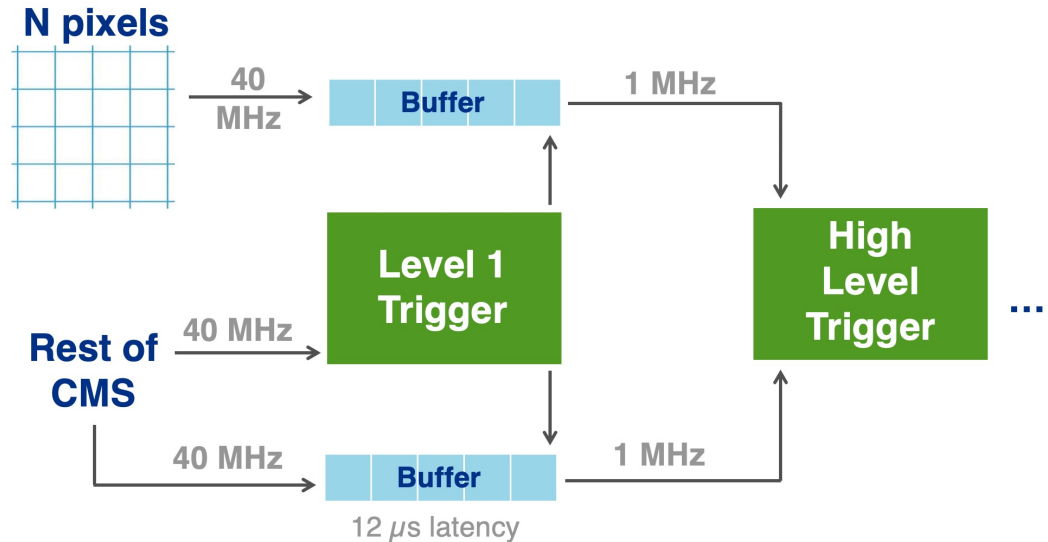 N pixels
40
MHz
Buffer
1 MHz
Level 1
Trigger
High
Level
Trigger
...
40 MHz
Rest of
CMS
40 MHz
Buffer
1 MHz
12 μs latency